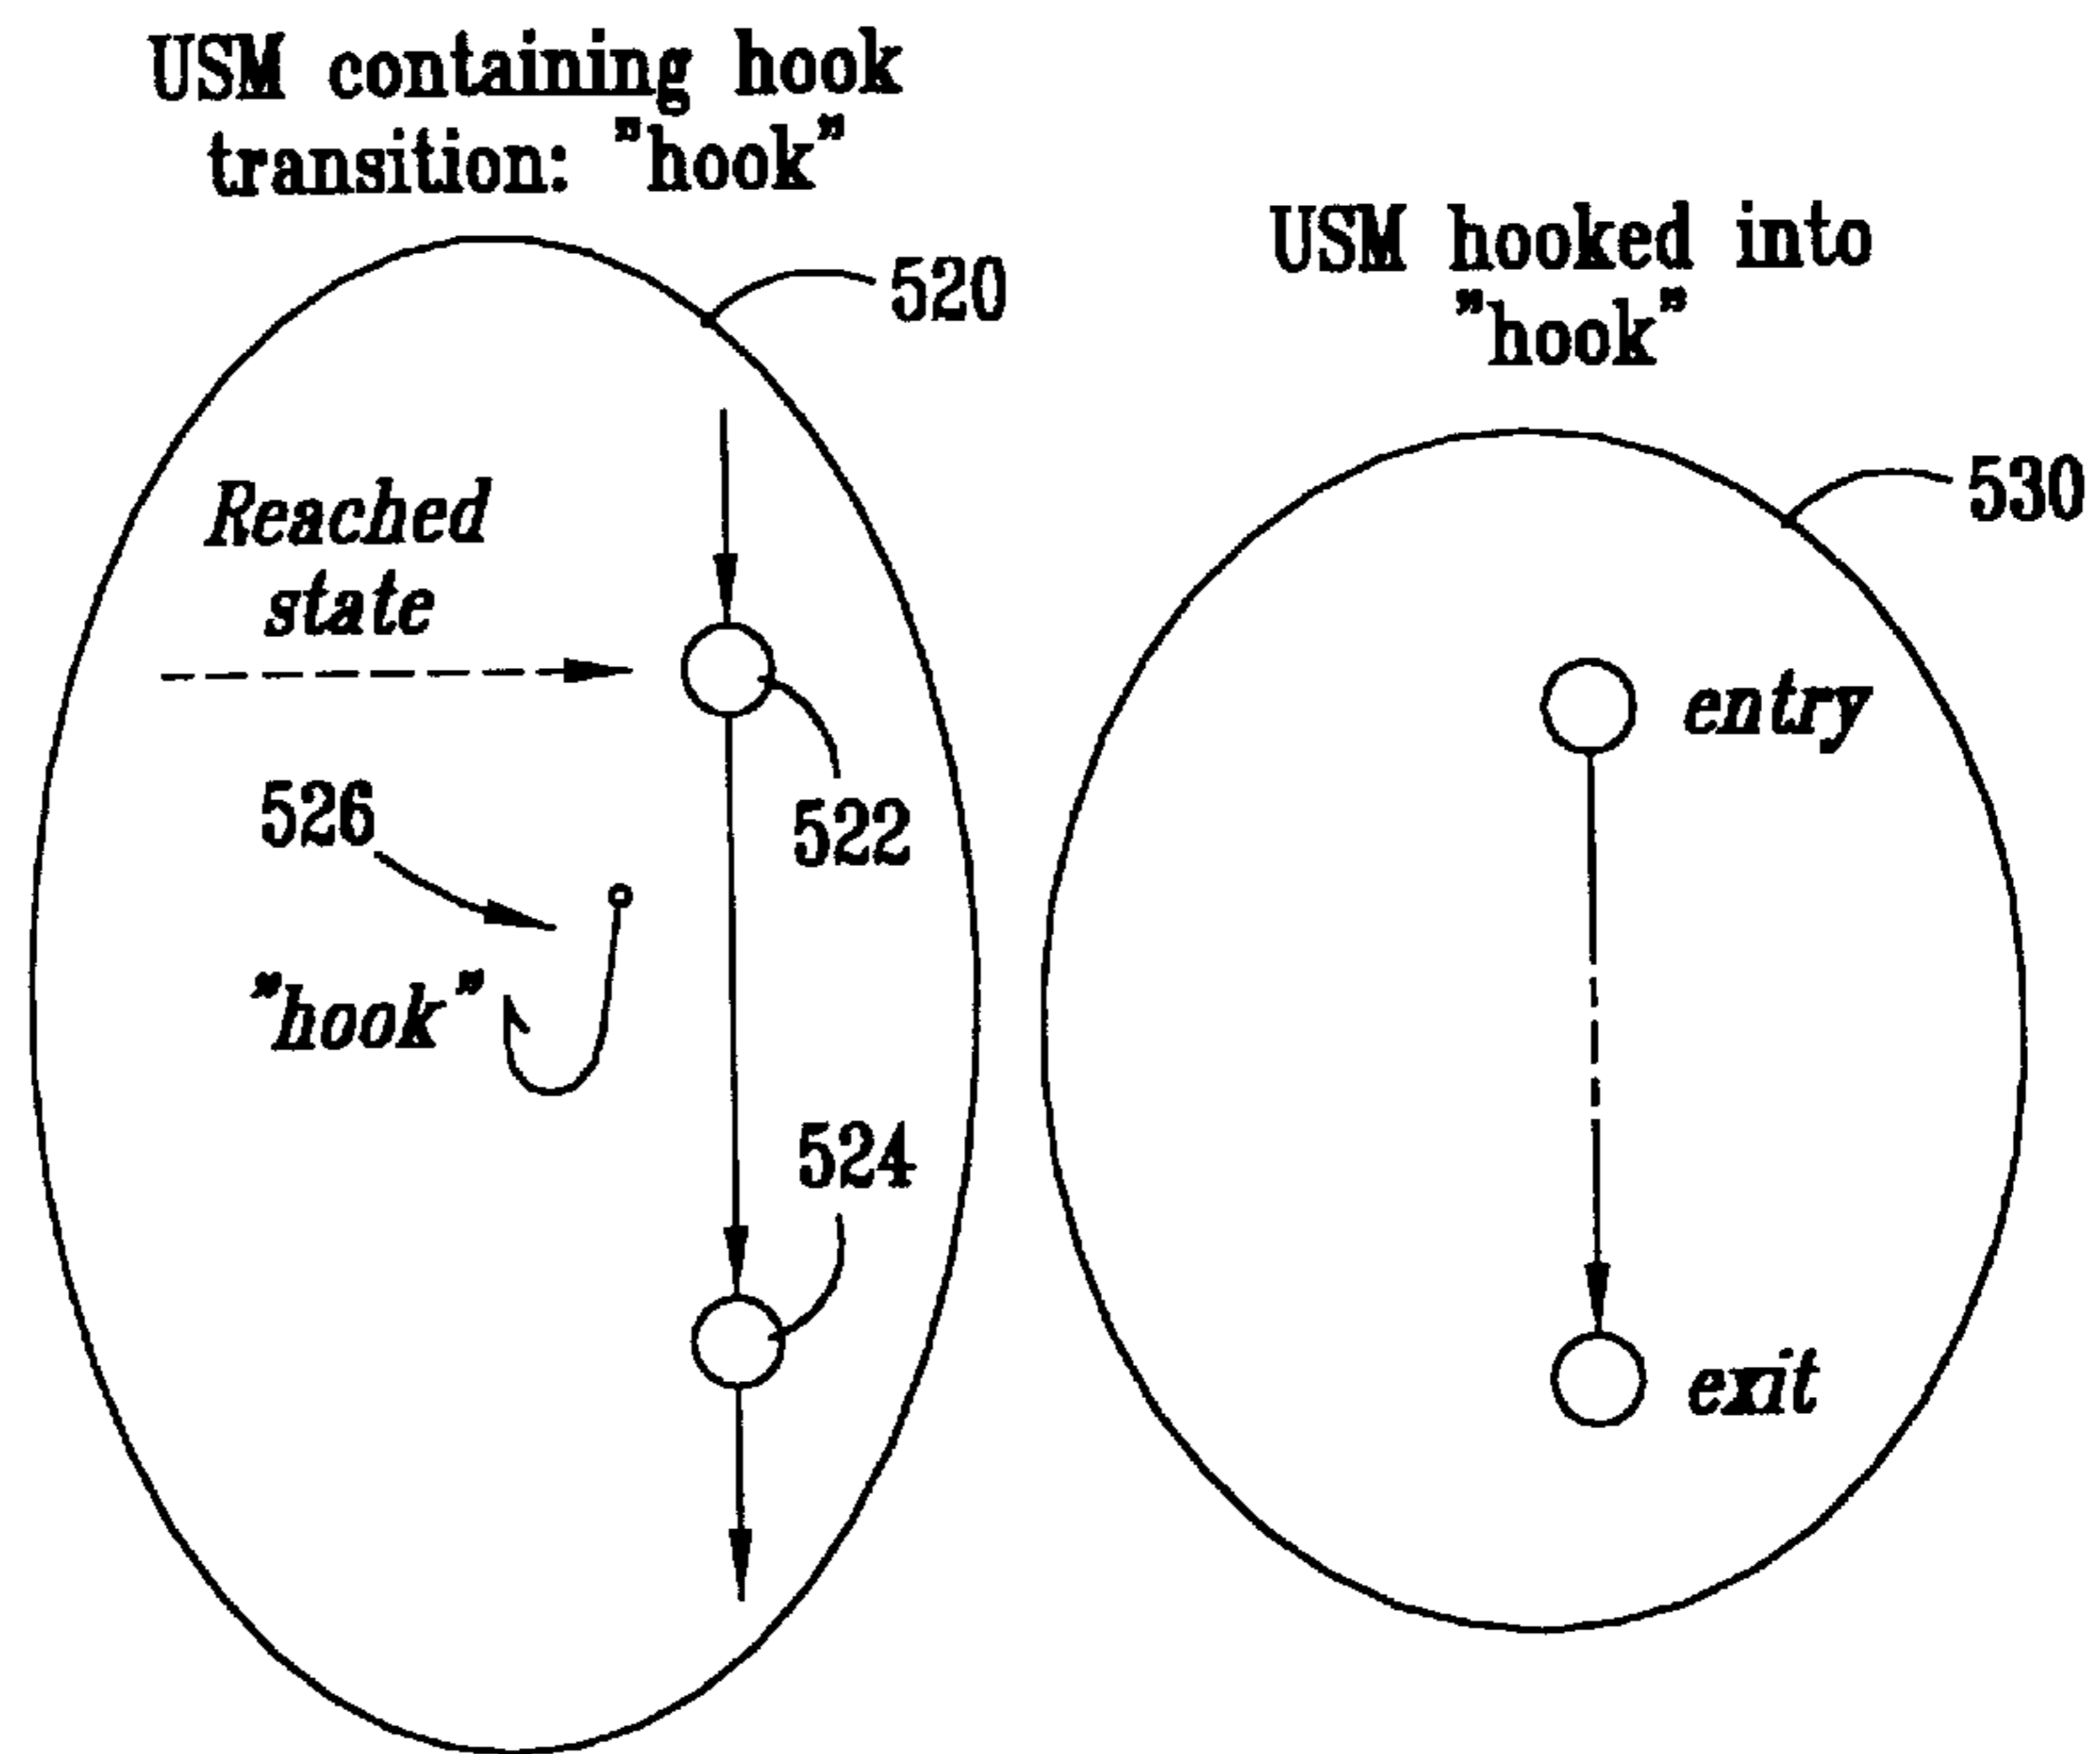 USM containing hook
transition: "hook"
520
USM hooked into
"hook"
530
Reached
state
522
526
"hook"
524
entry
exit